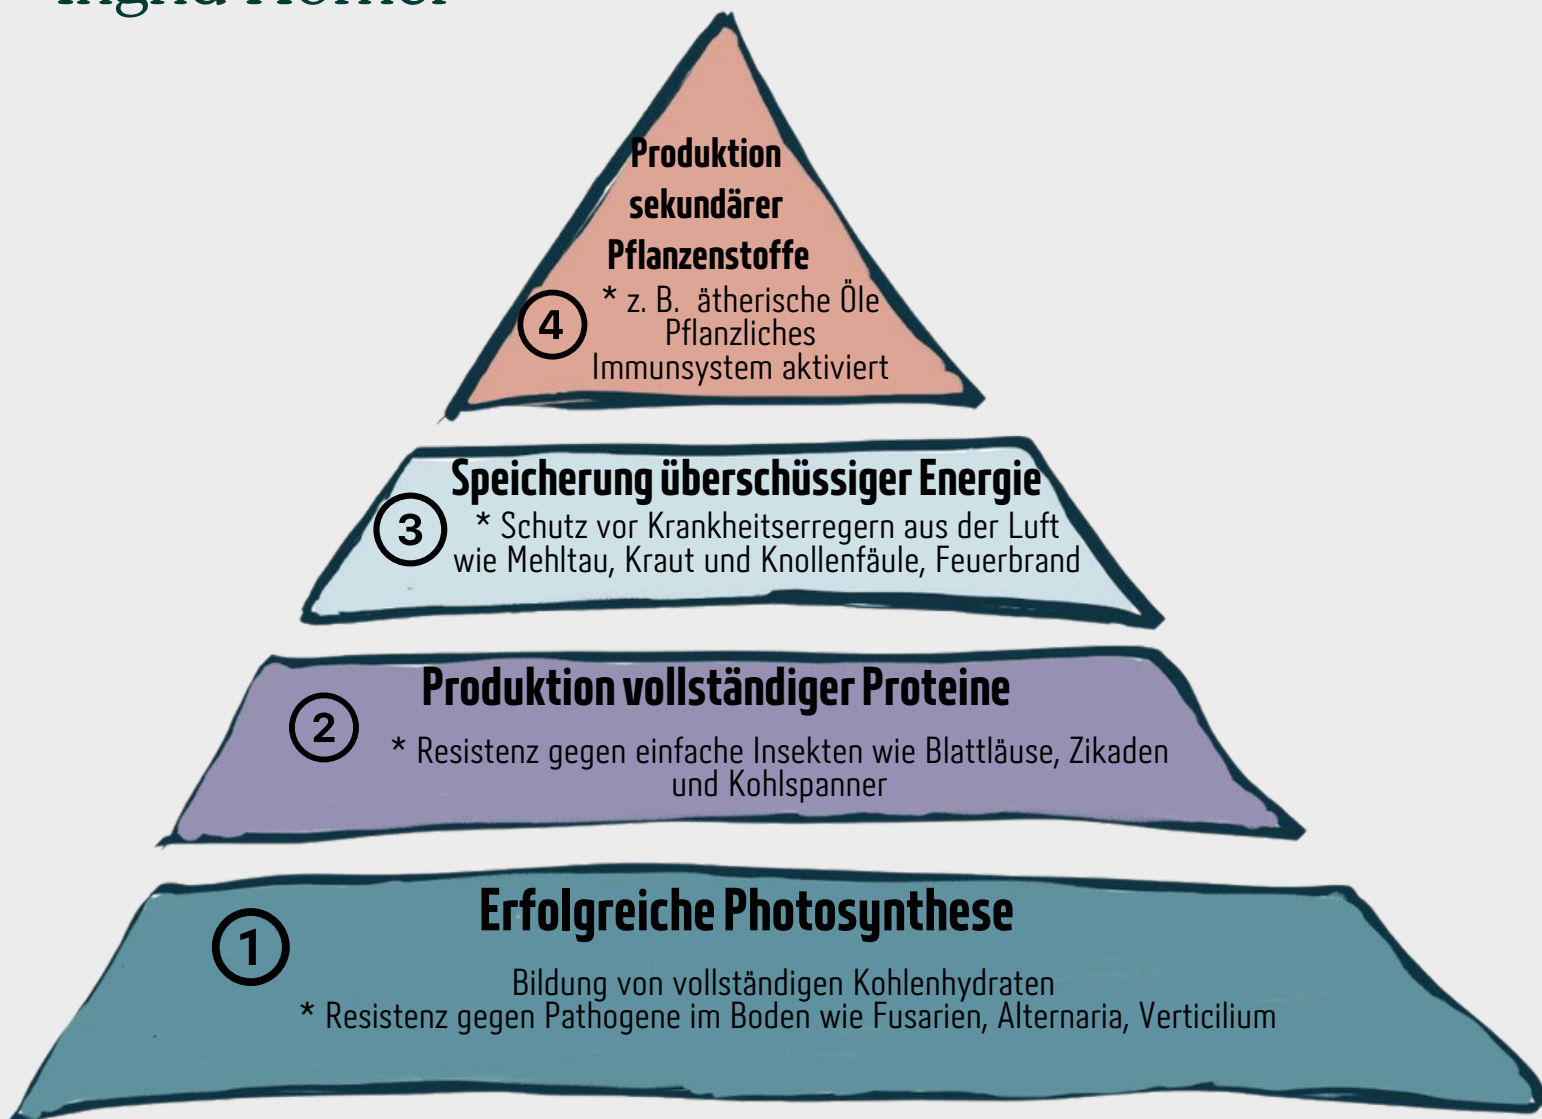 Produktion
sekundärer
Pflanzenstoffe
* z. B. ätherische Öle
Pflanzliches
Immunsystem aktiviert
4
Speicherung überschüssiger Energie
* Schutz vor Krankheitserregern aus der Luft
wie Mehltau, Kraut und Knollenfäule, Feuerbrand
3
Produktion vollständiger Proteine
* Resistenz gegen einfache Insekten wie Blattläuse, Zikaden
und Kohlspanner
2
Erfolgreiche Photosynthese
Bildung von vollständigen Kohlenhydraten
* Resistenz gegen Pathogene im Boden wie Fusarien, Alternaria, Verticilium
1